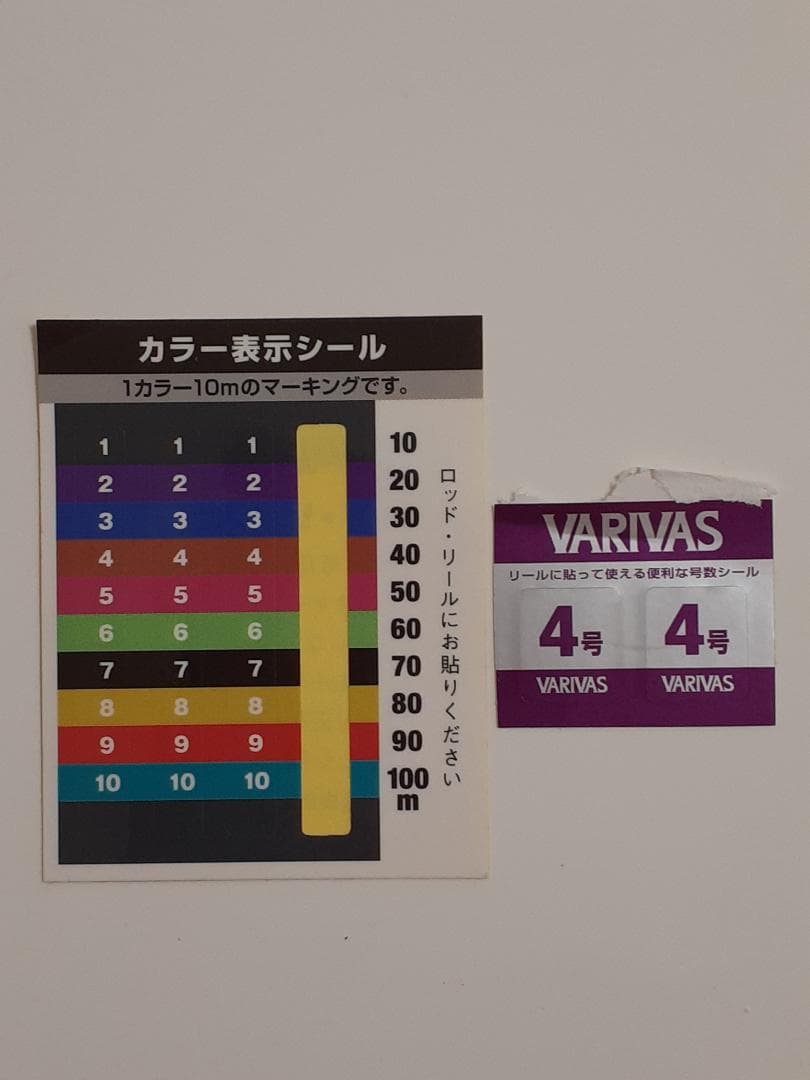 カラー表示シール
1カラー10mのマーキングです。
1 1 1 10
2 2 2 20
3 3 3 30
4 4 4 40
5 5 5 50
6 6 6 60
7 7 7 70
8 8 8 80
9 9 9 90
10 10 10 100
m
ロッド・リールにお貼りください
VARIVAS
リールに貼って使える便利な号数シール
4号 4号
VARIVAS VARIVAS